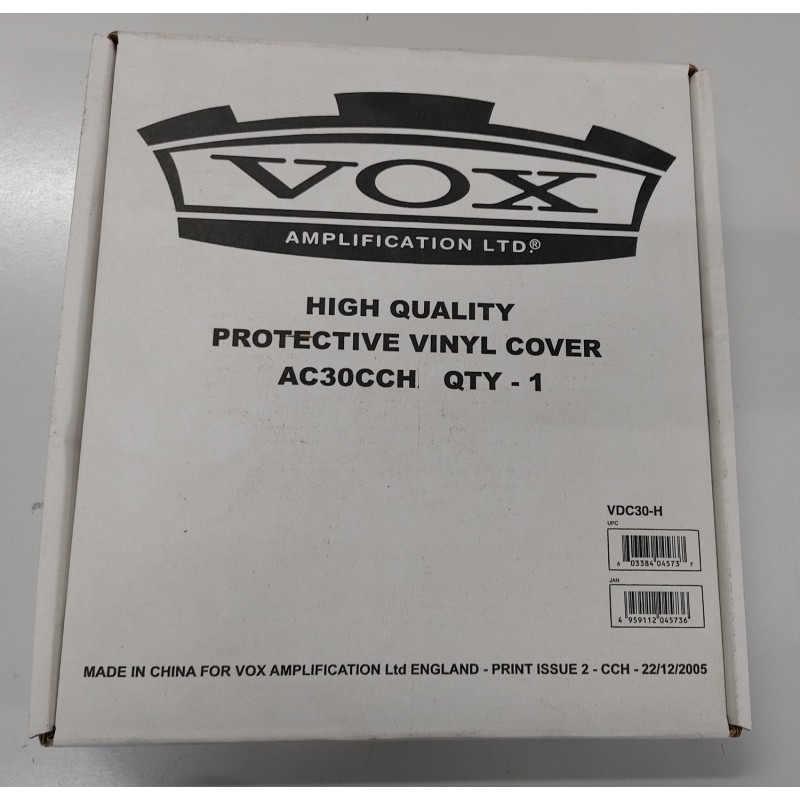 VOX
AMPLIFICATION LTD.®
HIGH QUALITY
PROTECTIVE VINYL COVER
AC30CCH QTY - 1
VDC30-H
UPC
6 03384 04573 7
JAN
4 959112 045736
MADE IN CHINA FOR VOX AMPLIFICATION Ltd ENGLAND - PRINT ISSUE 2 - CCH - 22/12/2005